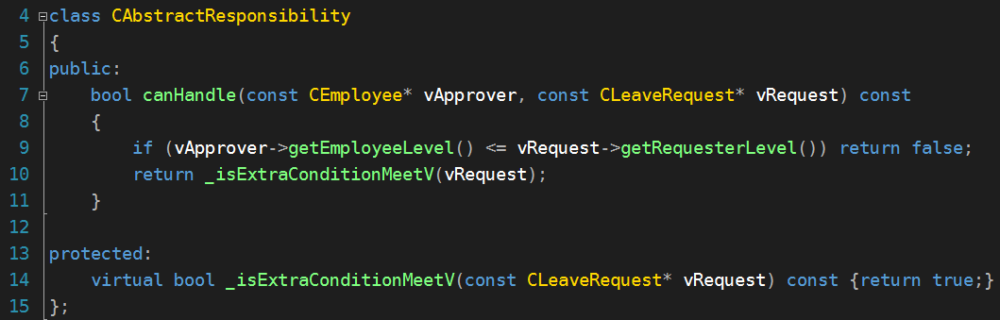 4 class CAbstractResponsibility
5 {
6 public:
7 bool canHandle(const CEmployee* vApprover, const CLeaveRequest* vRequest) const
8 {
9 if (vApprover->getEmployeeLevel() <= vRequest->getRequesterLevel()) return false;
10 return _isExtraConditionMeetV(vRequest);
11 }
12
13 protected:
14 virtual bool _isExtraConditionMeetV(const CLeaveRequest* vRequest) const {return true;}
15 };